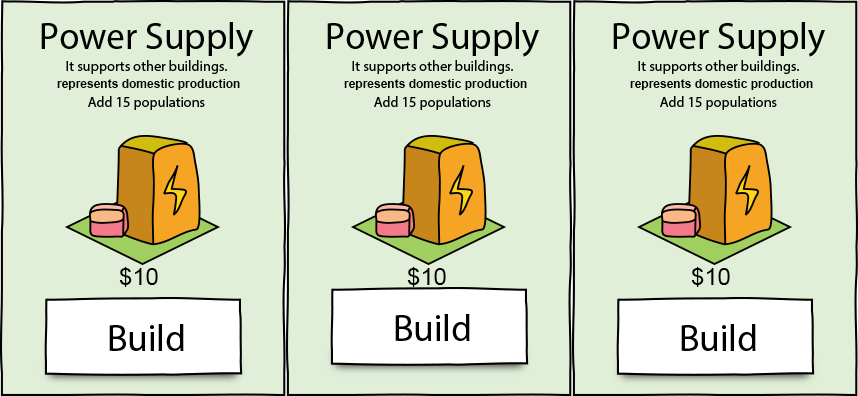 Power Supply
It supports other buildings.
represents domestic production
Add 15 populations
$10
Build
Power Supply
It supports other buildings.
represents domestic production
Add 15 populations
$10
Build
Power Supply
It supports other buildings.
represents domestic production
Add 15 populations
$10
Build